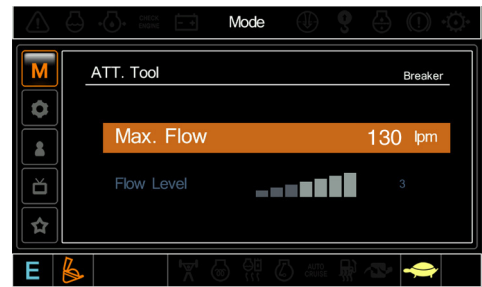 CHECK ENGINE
Mode
M
ATT. Tool
Breaker
Max. Flow 130 lpm
Flow Level 3
E
AUTO CRUISE